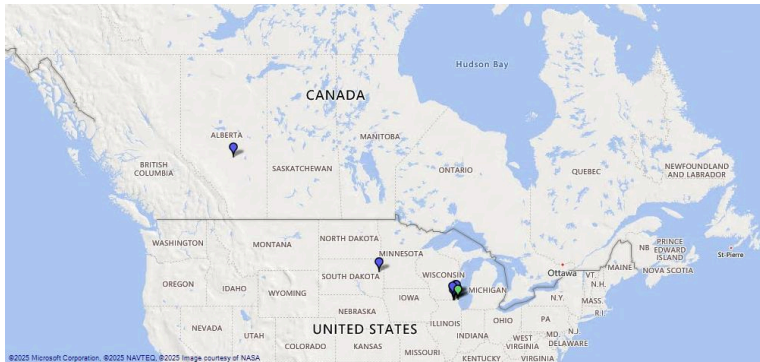 Hudson Bay
CANADA
ALBERTA
MANITOBA
BRITISH
COLUMBIA
SASKATCHEWAN
ONTARIO
QUEBEC
NEWFOUNDLAND
AND LABRADOR
WASHINGTON
MONTANA
NORTH DAKOTA
MINNESOTA
Ottawa
MAINE
NB
PRINCE
EDWARD
ISLAND
NOVA SCOTIA
St-Pierre
OREGON
IDAHO
WYOMING
SOUTH DAKOTA
WISCONSIN
MICHIGAN
VT.
N.H.
N.Y.
MASS.
R.I.
NEBRASKA
IOWA
ILLINOIS
INDIANA
OHIO
PA
N.J.
MD.
DELAWARE
NEVADA
UTAH
COLORADO
UNITED STATES
KANSAS
MISSOURI
KENTUCKY
WEST
VIRGINIA
VIRGINIA
©2025 Microsoft Corporation, ©2025 NAVTEQ, ©2025 Image courtesy of NASA